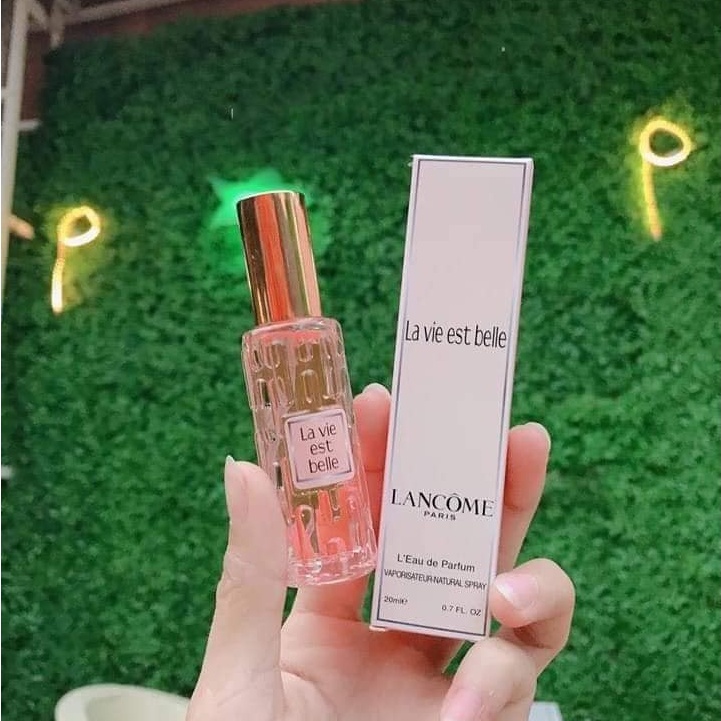 La vie
est
belle
La vie est belle
LANCÔME
PARIS
L'Eau de Parfum
VAPORISATEUR-NATURAL SPRAY
20ml℮ 0.7 FL. OZ